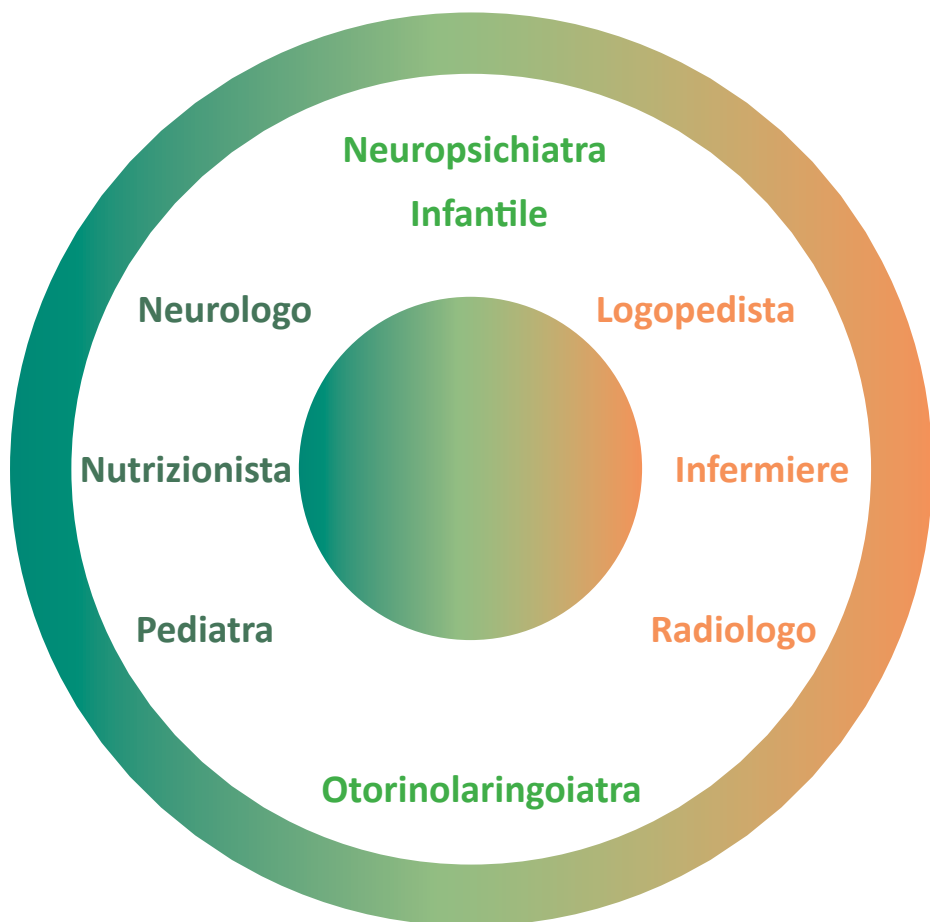 Neuropsichiatra
Infantile
Neurologo
Logopedista
Nutrizionista
Infermiere
Pediatra
Radiologo
Otorinolaringoiatra